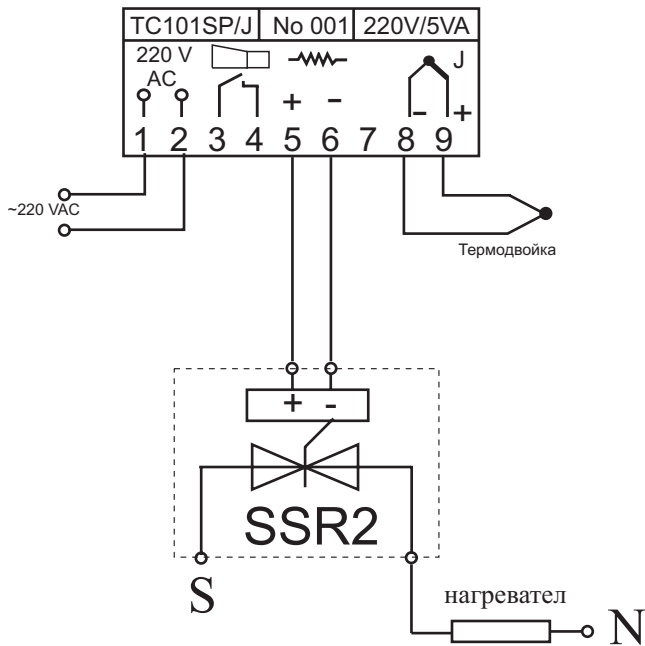 TC101SP/J No 001 220V/5VA
220 V
AC
J
+ - - +
1 2 3 4 5 6 7 8 9
~220 VAC
Термодвойка
+ -
SSR2
S
нагревател
N